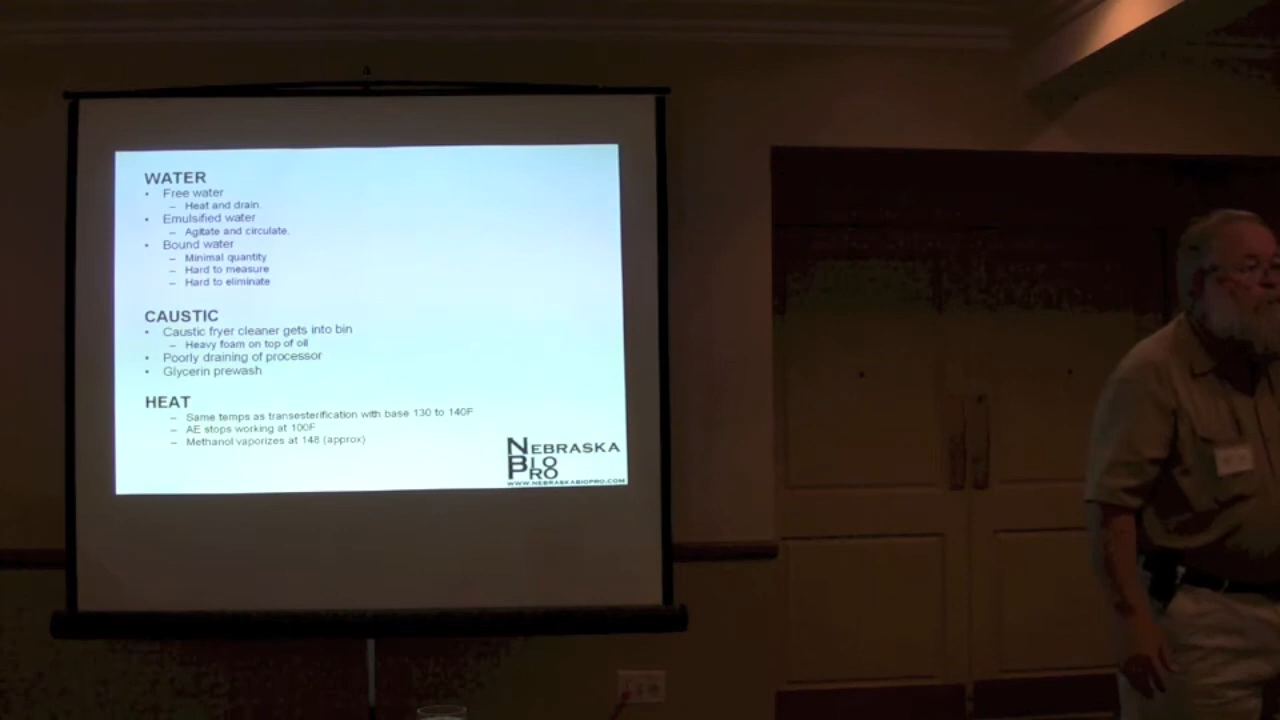 WATER
• Free water
– Heat and drain.
• Emulsified water
– Agitate and circulate.
• Bound water
– Minimal quantity
– Hard to measure
– Hard to eliminate
CAUSTIC
• Caustic fryer cleaner gets into bin
– Heavy foam on top of oil
• Poorly draining of processor
• Glycerin prewash
HEAT
– Same temps as transesterification with base 130 to 140F
– AE stops working at 100F
– Methanol vaporizes at 148 (approx)
NEBRASKA
BIO
PRO
WWW.NEBRASKABIOPRO.COM